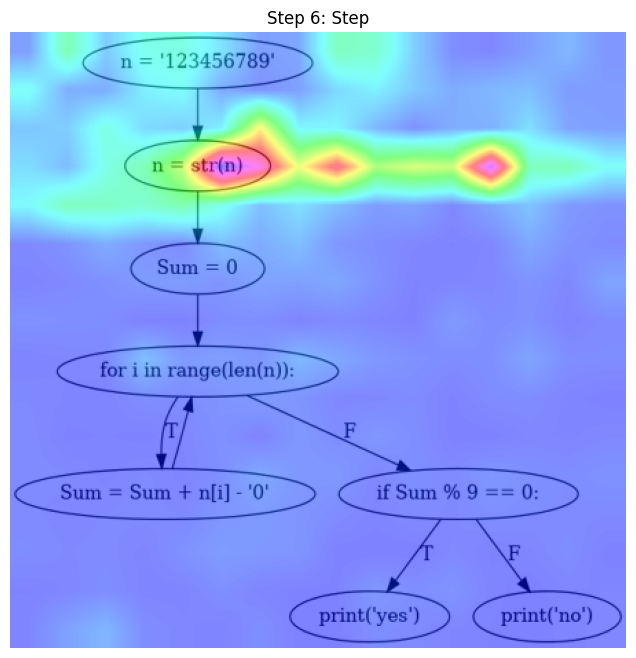 Step 6: Step
n = '123456789'
n = str(n)
Sum = 0
for i in range(len(n)):
T
F
Sum = Sum + n[i] - '0'
if Sum % 9 == 0:
T
F
print('yes')
print('no')